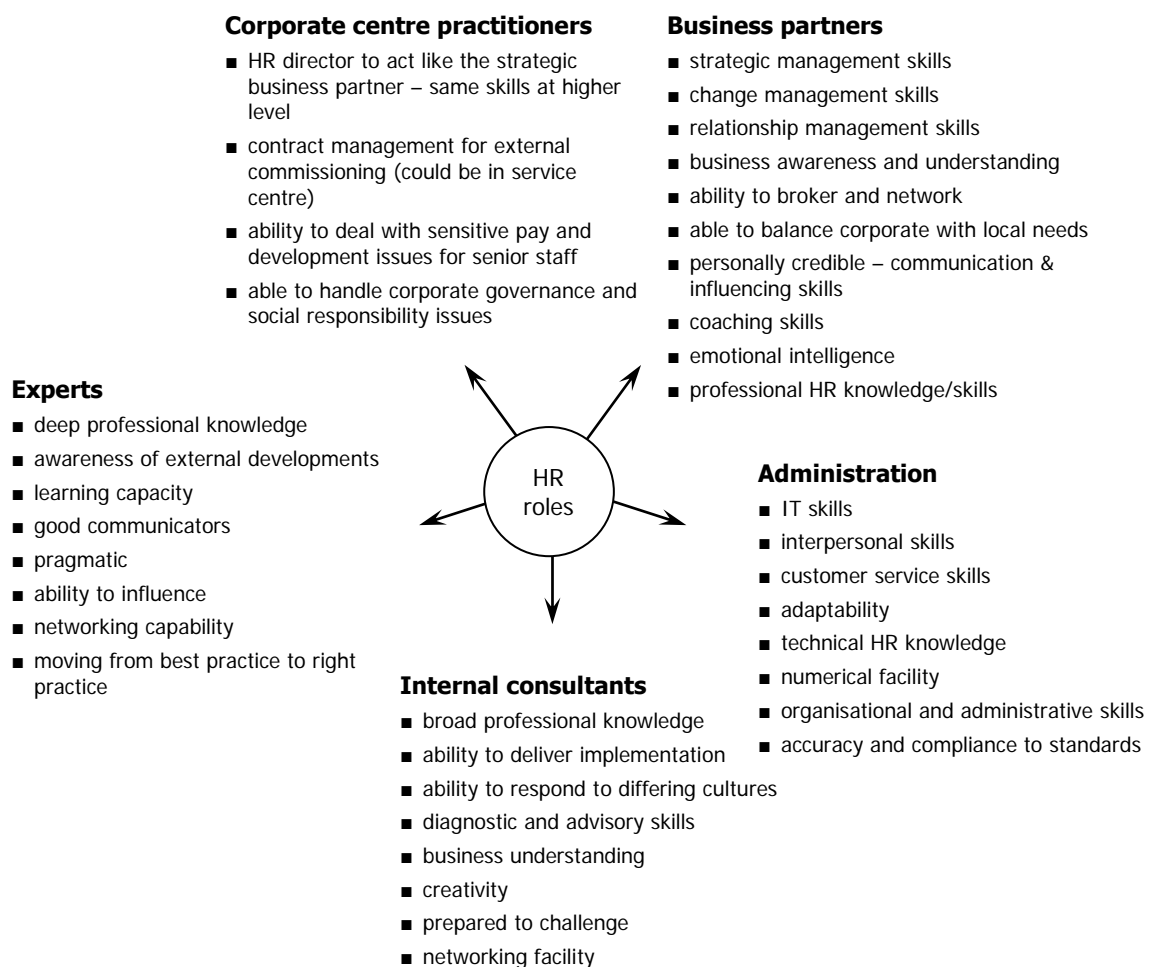 Corporate centre practitioners
■ HR director to act like the strategic
business partner – same skills at higher
level
■ contract management for external
commissioning (could be in service
centre)
■ ability to deal with sensitive pay and
development issues for senior staff
■ able to handle corporate governance and
social responsibility issues
Business partners
■ strategic management skills
■ change management skills
■ relationship management skills
■ business awareness and understanding
■ ability to broker and network
■ able to balance corporate with local needs
■ personally credible – communication &
influencing skills
■ coaching skills
■ emotional intelligence
■ professional HR knowledge/skills
Experts
■ deep professional knowledge
■ awareness of external developments
■ learning capacity
■ good communicators
■ pragmatic
■ ability to influence
■ networking capability
■ moving from best practice to right
practice
HR
roles
Administration
■ IT skills
■ interpersonal skills
■ customer service skills
■ adaptability
■ technical HR knowledge
■ numerical facility
■ organisational and administrative skills
■ accuracy and compliance to standards
Internal consultants
■ broad professional knowledge
■ ability to deliver implementation
■ ability to respond to differing cultures
■ diagnostic and advisory skills
■ business understanding
■ creativity
■ prepared to challenge
■ networking facility